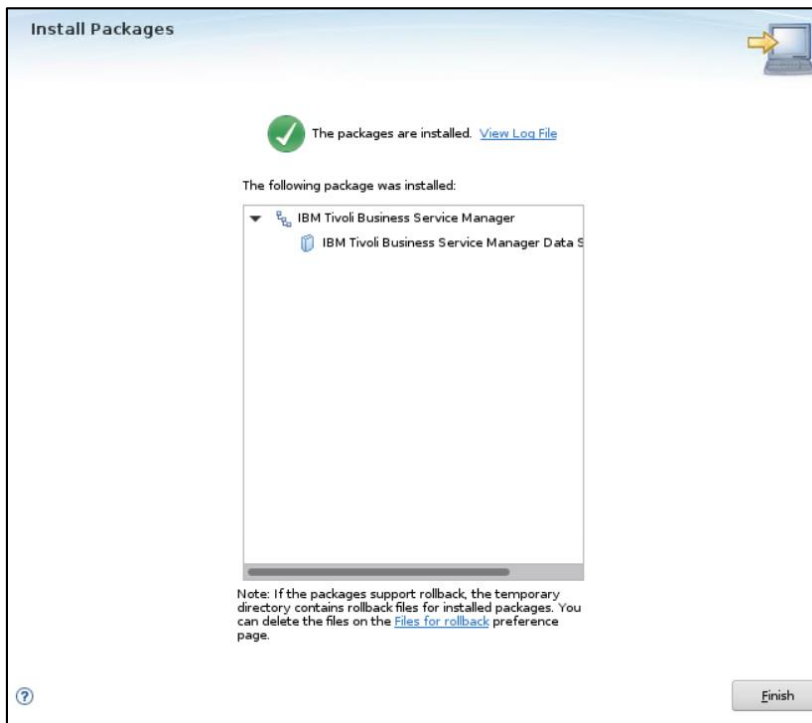 Install Packages
The packages are installed. View Log File
The following package was installed:
IBM Tivoli Business Service Manager
IBM Tivoli Business Service Manager Data S
Note: If the packages support rollback, the temporary
directory contains rollback files for installed packages. You
can delete the files on the Files for rollback preference
page.
?
Finish